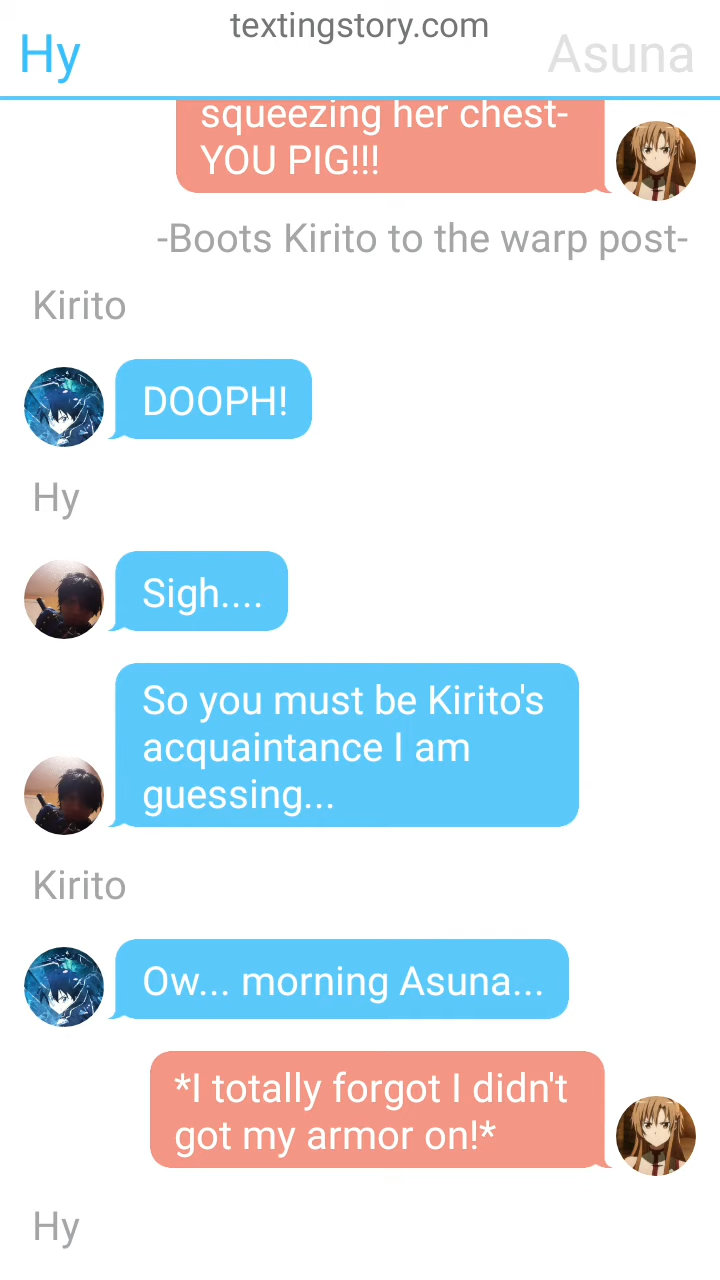 textingstory.com
Hy
Asuna
squeezing her chest-
YOU PIG!!!
-Boots Kirito to the warp post-
Kirito
DOOPH!
Hy
Sigh....
So you must be Kirito's
acquaintance I am
guessing...
Kirito
Ow... morning Asuna...
*I totally forgot I didn't
got my armor on!*
Hy